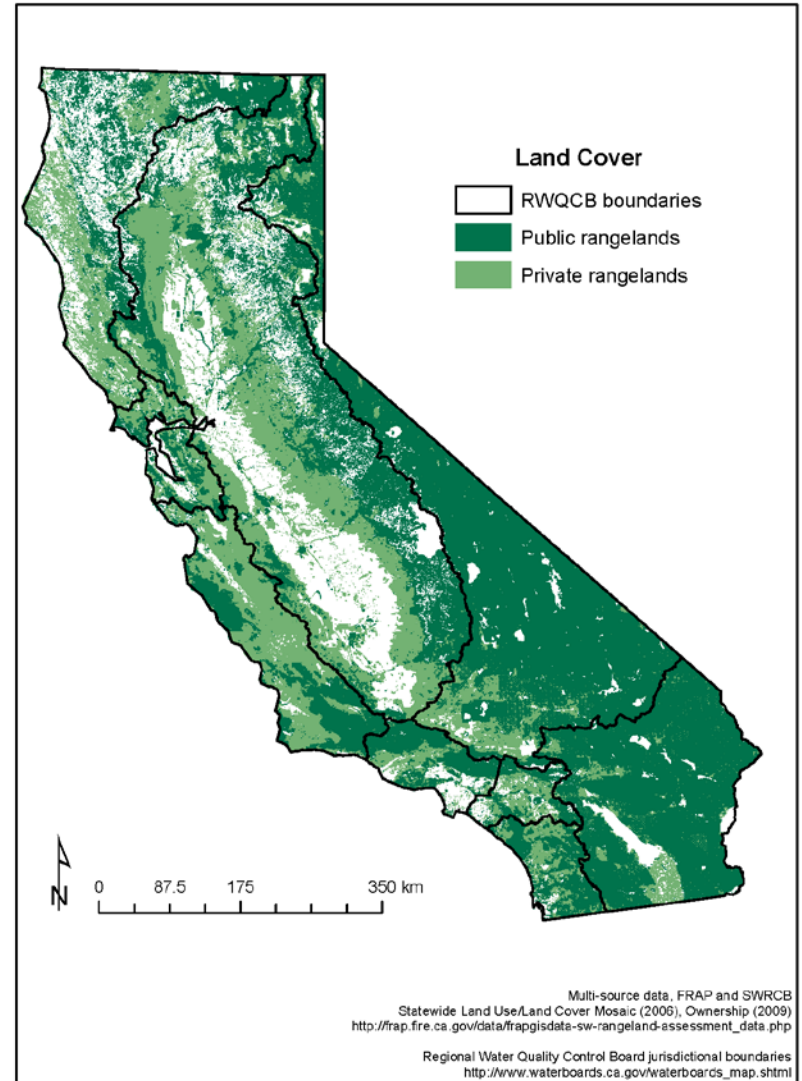 Land Cover
RWQCB boundaries
Public rangelands
Private rangelands
N
0 87.5 175 350 km
Multi-source data, FRAP and SWRCB
Statewide Land Use/Land Cover Mosaic (2006), Ownership (2009)
http://frap.fire.ca.gov/data/frapgisdata-sw-rangeland-assessment_data.php
Regional Water Quality Control Board jurisdictional boundaries
http://www.waterboards.ca.gov/waterboards_map.shtml